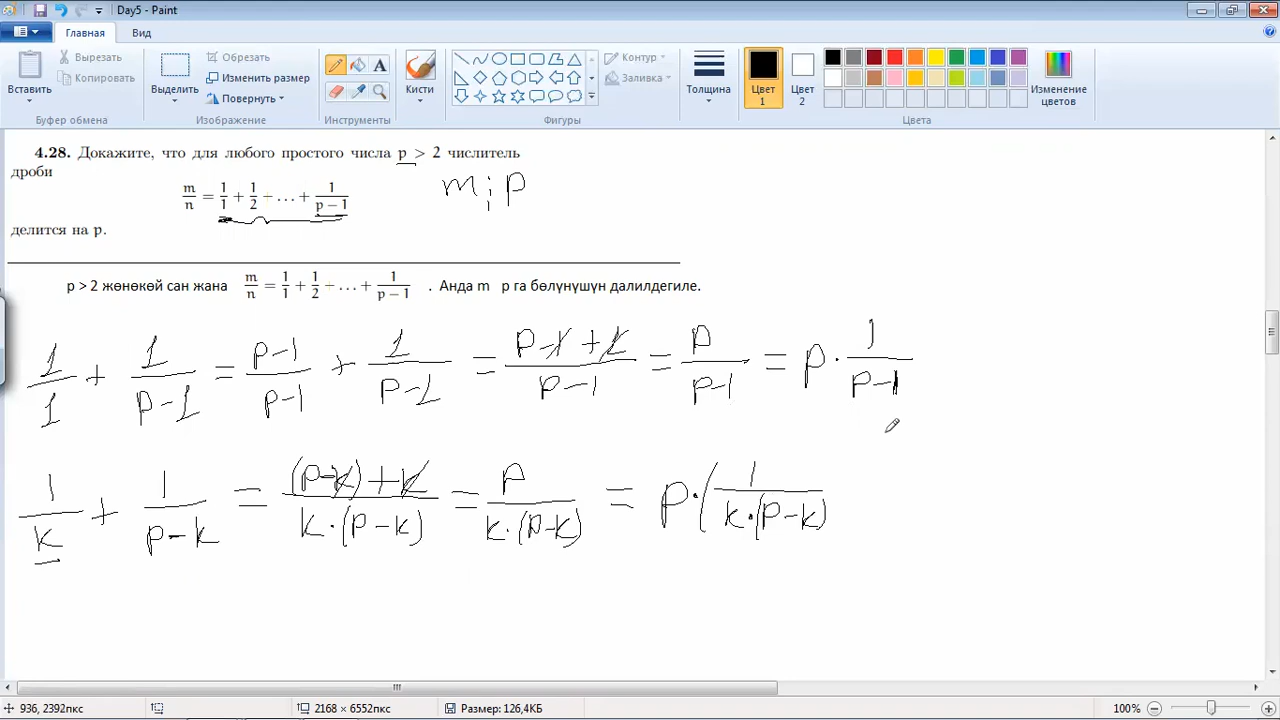 Day5 - Paint
Главная Вид
Вставить
Вырезать
Копировать
Буфер обмена
Выделить
Обрезать
Изменить размер
Повернуть
Изображение
Инструменты
Кисти
Контур
Заливка
Фигуры
Толщина
Цвет 1
Цвет 2
Изменение цветов
Цвета
4.28. Докажите, что для любого простого числа p > 2 числитель
дроби
m/n = 1/1 + 1/2 + ... + 1/(p − 1)
m ⋮ p
делится на p.
p > 2 жөнөкөй сан жана m/n = 1/1 + 1/2 + ... + 1/(p − 1) . Анда m p га бөлүнүшүн далилдегиле.
1/1 + 1/(p-1) = (p-1)/(p-1) + 1/(p-1) = (p-1+1)/(p-1) = p/(p-1) = p · 1/(p-1)
1/k + 1/(p-k) = ((p-k)+k)/(k·(p-k)) = p/(k·(p-k)) = p·(1/(k·(p-k))
936, 2392пкс
2168 × 6552пкс
Размер: 126,4КБ
100%